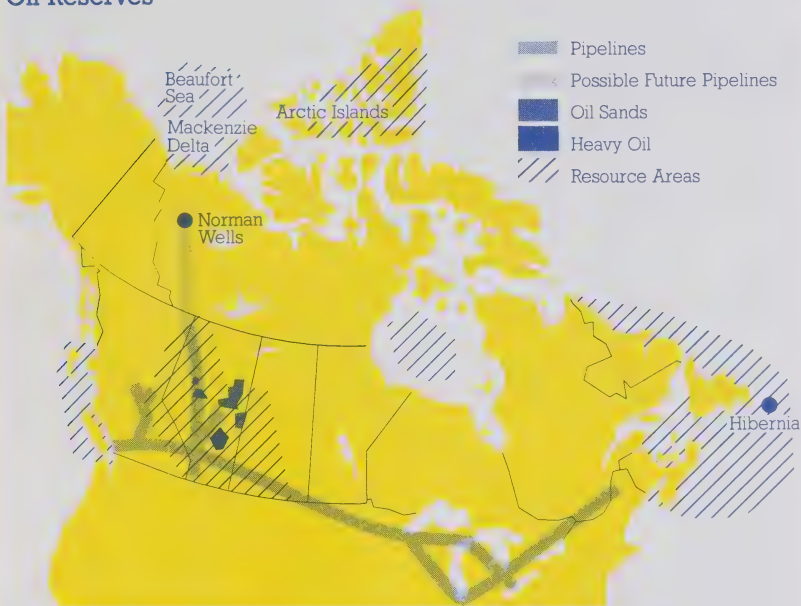 Oil Reserves
Pipelines
Possible Future Pipelines
Oil Sands
Heavy Oil
Resource Areas
Beaufort
Sea
Mackenzie
Delta
Arctic Islands
Norman
Wells
Hibernia